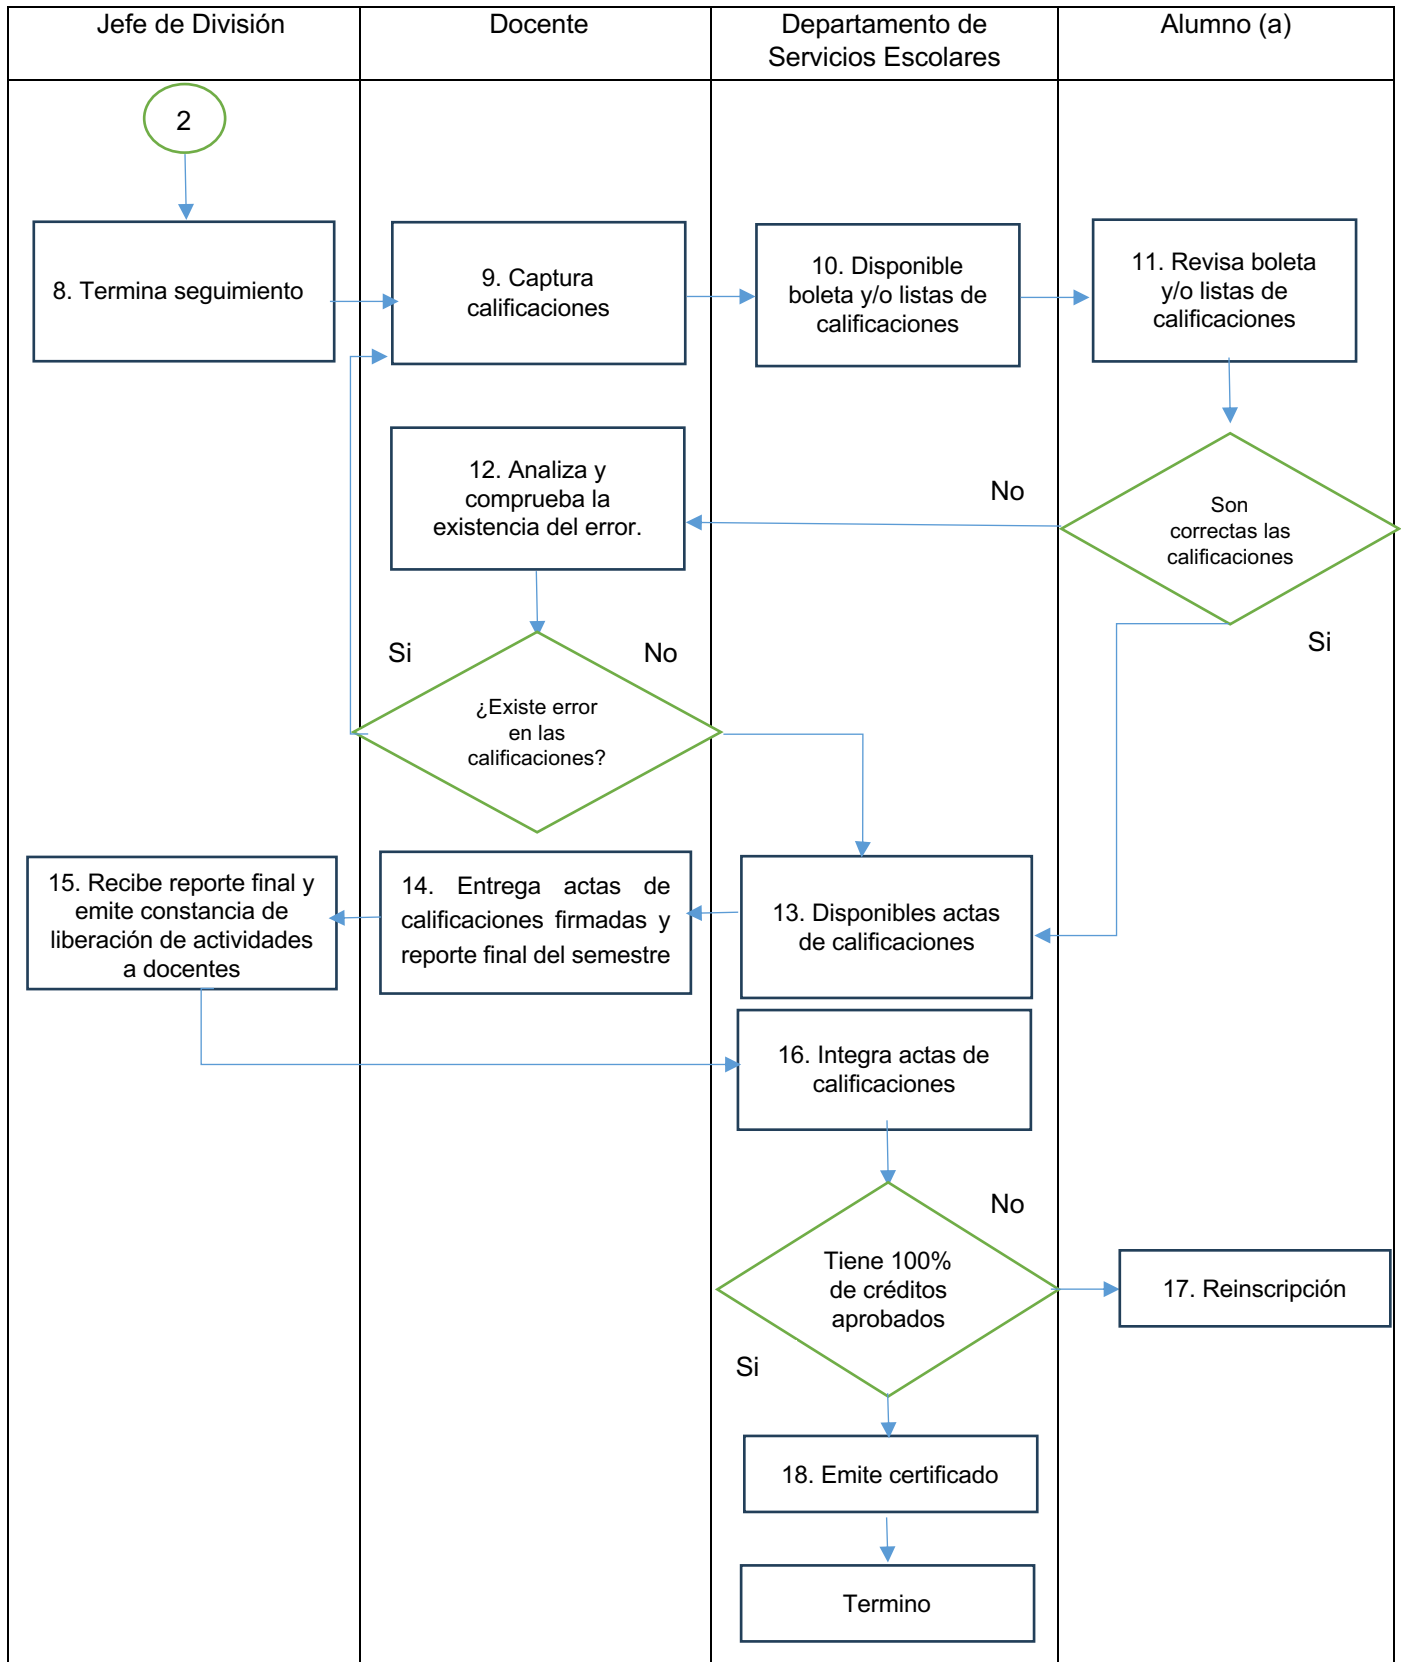 Jefe de División
Docente
Departamento de
Servicios Escolares
Alumno (a)
2
8. Termina seguimiento
9. Captura
calificaciones
10. Disponible
boleta y/o listas de
calificaciones
11. Revisa boleta
y/o listas de
calificaciones
12. Analiza y
comprueba la
existencia del error.
No
Son
correctas las
calificaciones
Si
Si
No
¿Existe error
en las
calificaciones?
15. Recibe reporte final y
emite constancia de
liberación de actividades
a docentes
14. Entrega actas de
calificaciones firmadas y
reporte final del semestre
13. Disponibles actas
de calificaciones
16. Integra actas de
calificaciones
No
Tiene 100%
de créditos
aprobados
17. Reinscripción
Si
18. Emite certificado
Termino